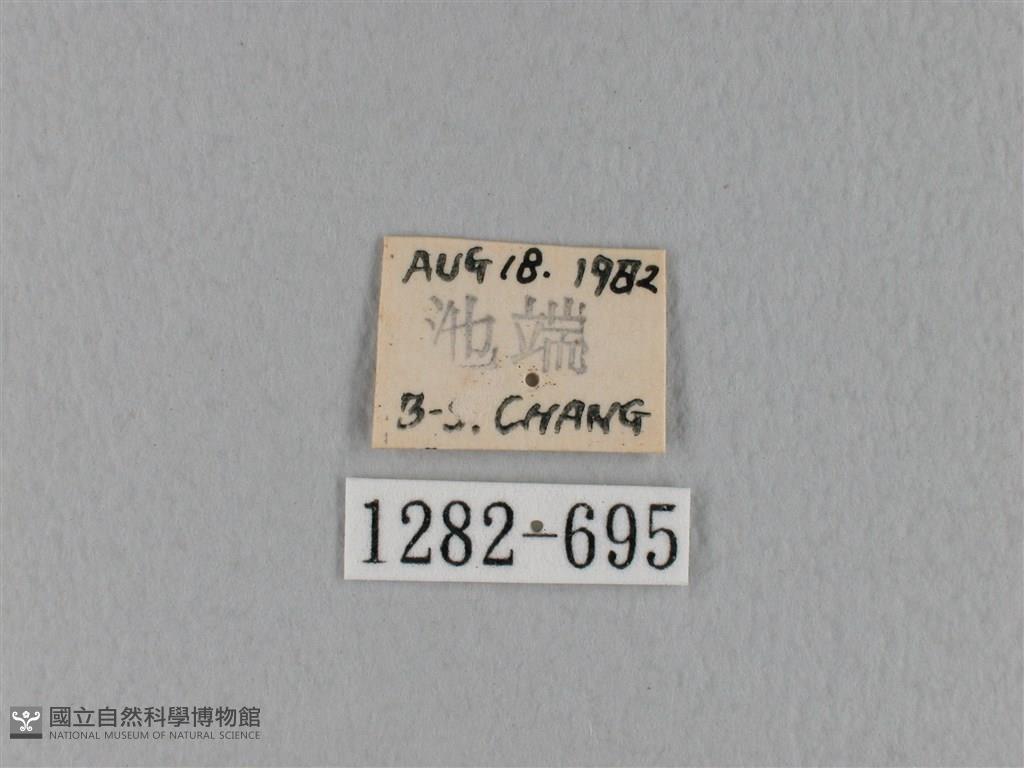 AUG 18. 1982
池端
B-S. CHANG
1282-695
國立自然科學博物館
NATIONAL MUSEUM OF NATURAL SCIENCE